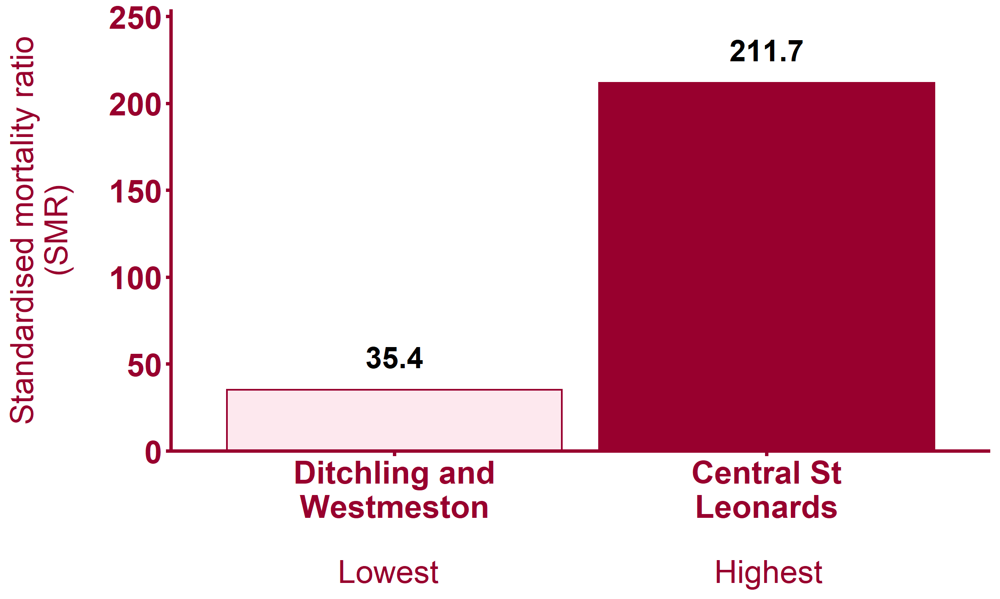 Standardised mortality ratio
(SMR)
250
200
150
100
50
0
211.7
35.4
Ditchling and
Westmeston
Central St
Leonards
Lowest
Highest